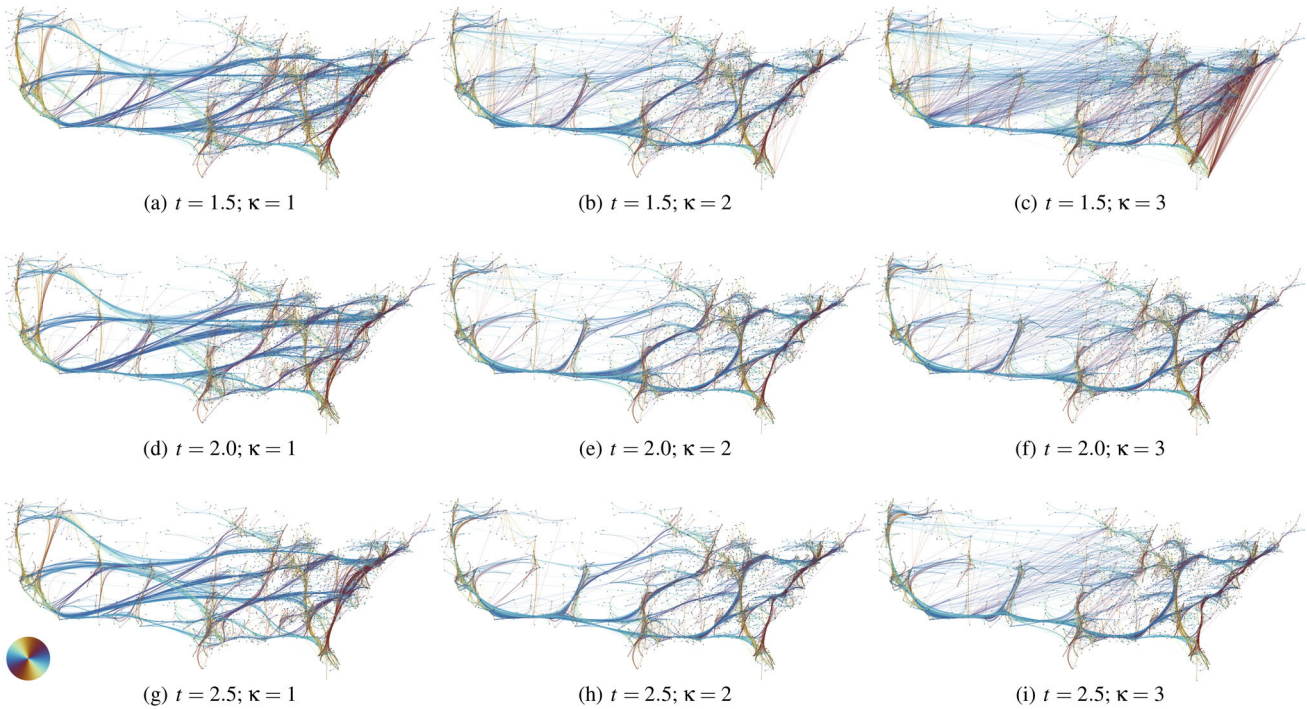 (a) t = 1.5; κ = 1
(b) t = 1.5; κ = 2
(c) t = 1.5; κ = 3
(d) t = 2.0; κ = 1
(e) t = 2.0; κ = 2
(f) t = 2.0; κ = 3
(g) t = 2.5; κ = 1
(h) t = 2.5; κ = 2
(i) t = 2.5; κ = 3